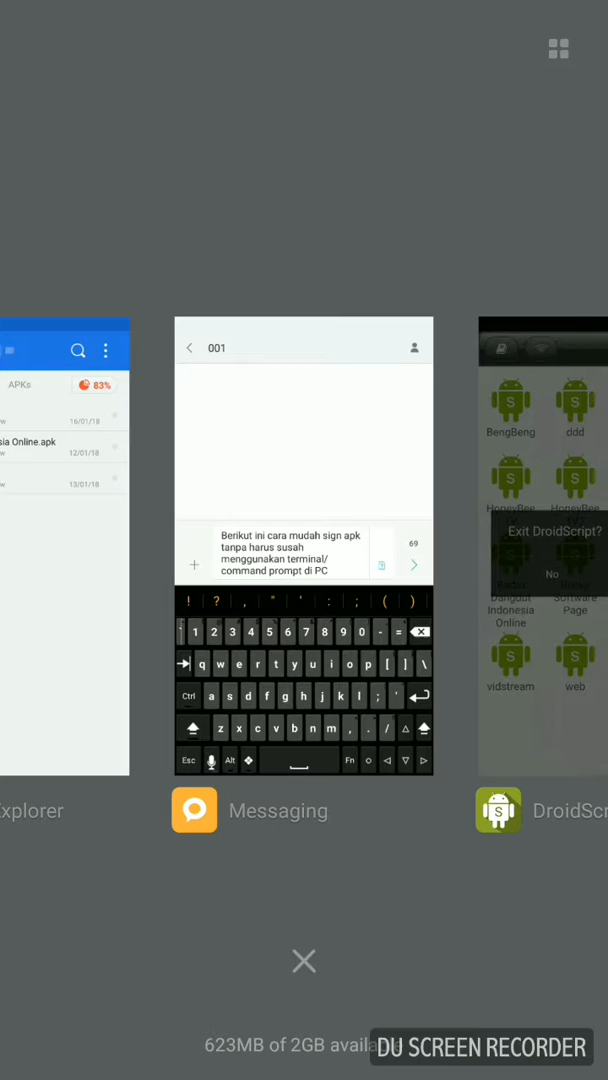 APKs
83%
16/01/18
sia Online.apk
12/01/18
13/01/18
Explorer
001
Berikut ini cara mudah sign apk
tanpa harus susah
menggunakan terminal/
command prompt di PC
69
! ? , " ' : ; ( )
1 2 3 4 5 6 7 8 9 0 - =
q w e r t y u i o p [ ] \
Ctrl a s d f g h j k l ; '
z x c v b n m , . /
Esc Alt Fn
Messaging
BengBeng ddd
HoneyBee HoneyBee
Exit DroidScript?
No
Dangdut
Indonesia
Online
Software
Page
vidstream web
DroidScr
623MB of 2GB availa
DU SCREEN RECORDER